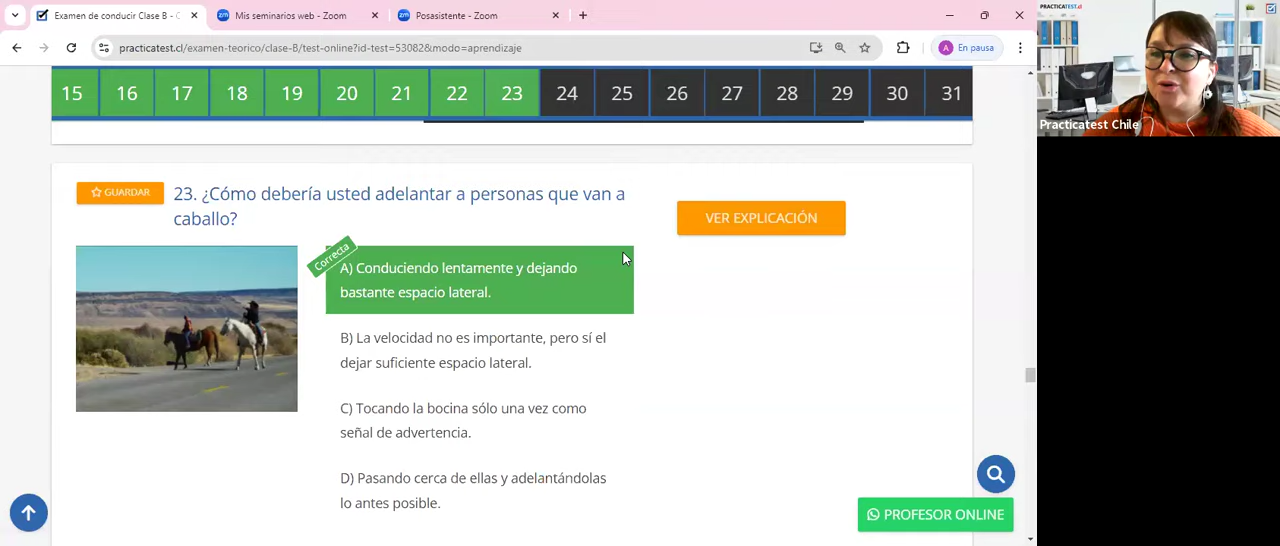 Examen de conducir Clase B - C
Mis seminarios web - Zoom
Posasistente - Zoom
practicatest.cl/examen-teorico/clase-B/test-online?id-test=53082&modo=aprendizaje
A
En pausa
15 16 17 18 19 20 21 22 23 24 25 26 27 28 29 30 31
GUARDAR
23. ¿Cómo debería usted adelantar a personas que van a
caballo?
VER EXPLICACIÓN
Correcta
A) Conduciendo lentamente y dejando
bastante espacio lateral.
B) La velocidad no es importante, pero sí el
dejar suficiente espacio lateral.
C) Tocando la bocina sólo una vez como
señal de advertencia.
D) Pasando cerca de ellas y adelantándolas
lo antes posible.
PROFESOR ONLINE
PRACTICATEST.CL
Practicatest Chile